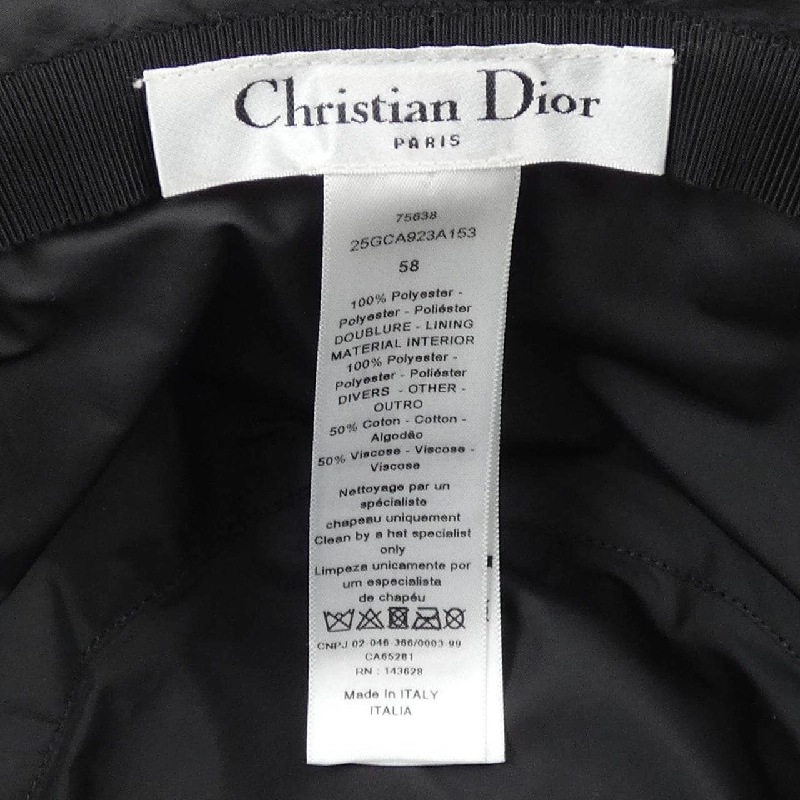 Christian Dior
PARIS
75638
25GCA923A153
58
100% Polyester -
Polyester - Poliéster
DOUBLURE - LINING
MATERIAL INTERIOR
100% Polyester -
Polyester - Poliéster
DIVERS - OTHER -
OUTRO
50% Coton - Cotton -
Algodão
50% Viscose - Viscose -
Viscose
Nettoyage par un
spécialiste
chapeau uniquement
Clean by a hat specialist
only
Limpeza unicamente por
um especialista
de chapéu
CNPJ 02-046 366/0003-99
CA65281
RN : 143628
Made in ITALY
ITALIA